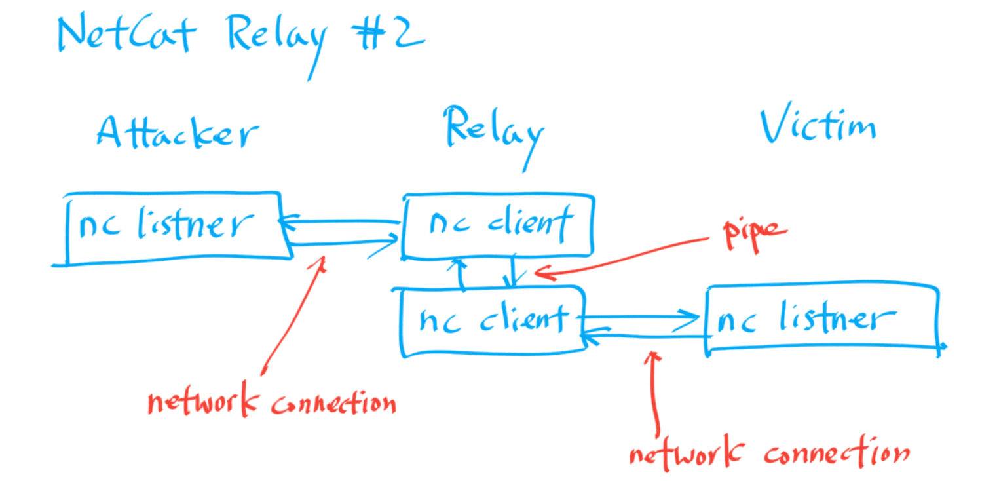 NetCat Relay #2
Attacker
Relay
Victim
nc listner
nc client
pipe
nc client
nc listner
network connection
network connection